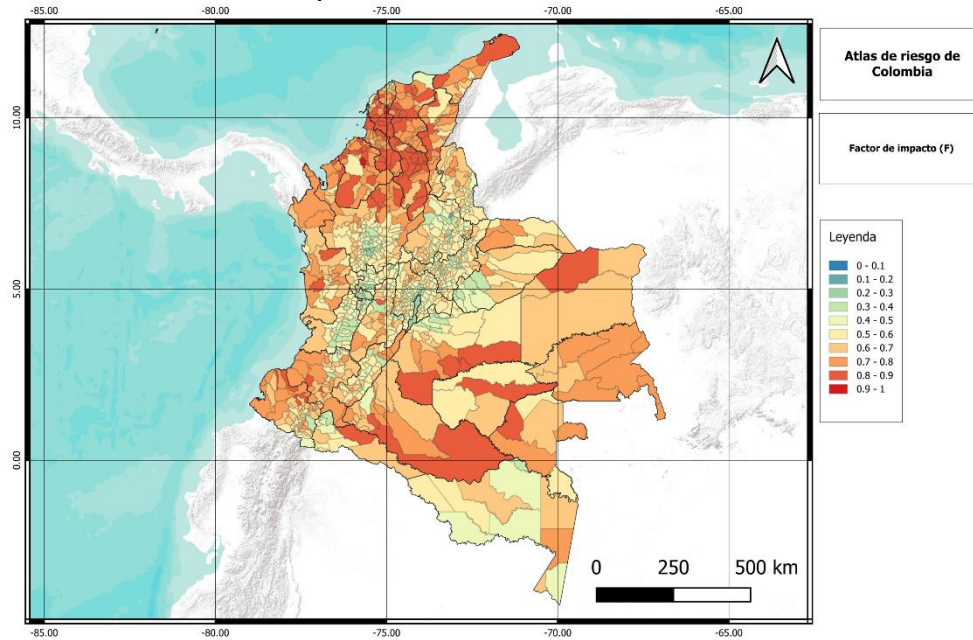 -85.00 -80.00 -75.00 -70.00 -65.00
Atlas de riesgo de
Colombia
Factor de impacto (F)
10.00
5.00
0.00
Leyenda
0 - 0.1
0.1 - 0.2
0.2 - 0.3
0.3 - 0.4
0.4 - 0.5
0.5 - 0.6
0.6 - 0.7
0.7 - 0.8
0.8 - 0.9
0.9 - 1
0 250 500 km
-85.00 -80.00 -75.00 -70.00 -65.00